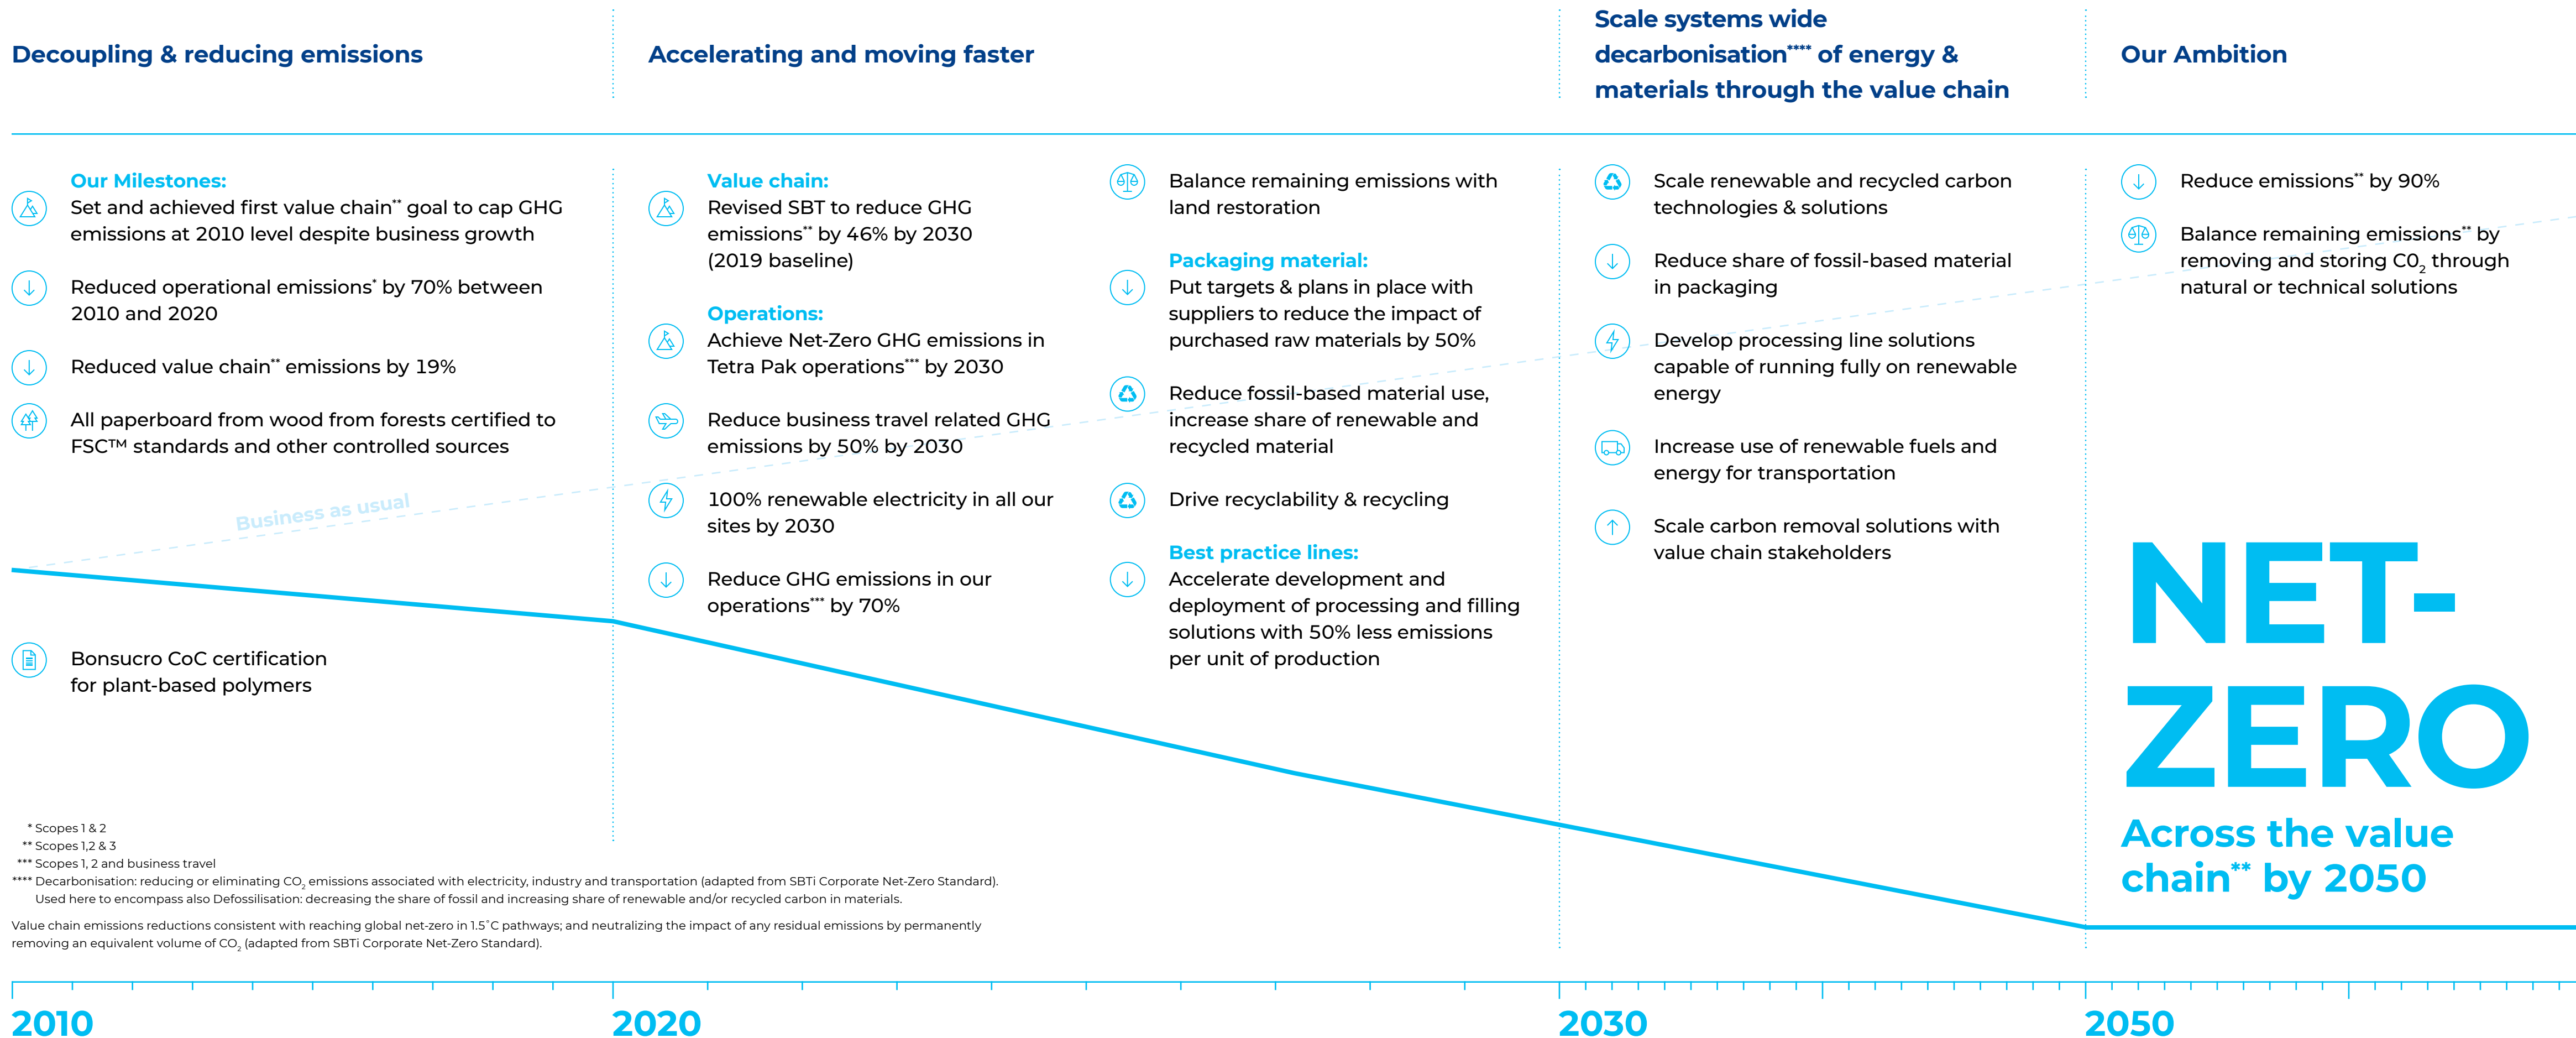 Decoupling & reducing emissions
Accelerating and moving faster
Scale systems wide
decarbonisation**** of energy &
materials through the value chain
Our Ambition
Our Milestones:
Set and achieved first value chain** goal to cap GHG
emissions at 2010 level despite business growth
Reduced operational emissions* by 70% between
2010 and 2020
Reduced value chain** emissions by 19%
All paperboard from wood from forests certified to
FSC™ standards and other controlled sources
Business as usual
Bonsucro CoC certification
for plant-based polymers
Value chain:
Revised SBT to reduce GHG
emissions** by 46% by 2030
(2019 baseline)
Operations:
Achieve Net-Zero GHG emissions in
Tetra Pak operations*** by 2030
Reduce business travel related GHG
emissions by 50% by 2030
100% renewable electricity in all our
sites by 2030
Reduce GHG emissions in our
operations*** by 70%
Balance remaining emissions with
land restoration
Packaging material:
Put targets & plans in place with
suppliers to reduce the impact of
purchased raw materials by 50%
Reduce fossil-based material use,
increase share of renewable and
recycled material
Drive recyclability & recycling
Best practice lines:
Accelerate development and
deployment of processing and filling
solutions with 50% less emissions
per unit of production
Scale renewable and recycled carbon
technologies & solutions
Reduce share of fossil-based material
in packaging
Develop processing line solutions
capable of running fully on renewable
energy
Increase use of renewable fuels and
energy for transportation
Scale carbon removal solutions with
value chain stakeholders
Reduce emissions** by 90%
Balance remaining emissions** by
removing and storing C0₂ through
natural or technical solutions
NET-
ZERO
Across the value
chain** by 2050
* Scopes 1 & 2
** Scopes 1,2 & 3
*** Scopes 1, 2 and business travel
**** Decarbonisation: reducing or eliminating CO₂ emissions associated with electricity, industry and transportation (adapted from SBTi Corporate Net-Zero Standard).
Used here to encompass also Defossilisation: decreasing the share of fossil and increasing share of renewable and/or recycled carbon in materials.
Value chain emissions reductions consistent with reaching global net-zero in 1.5˚C pathways; and neutralizing the impact of any residual emissions by permanently
removing an equivalent volume of CO₂ (adapted from SBTi Corporate Net-Zero Standard).
2010
2020
2030
2050